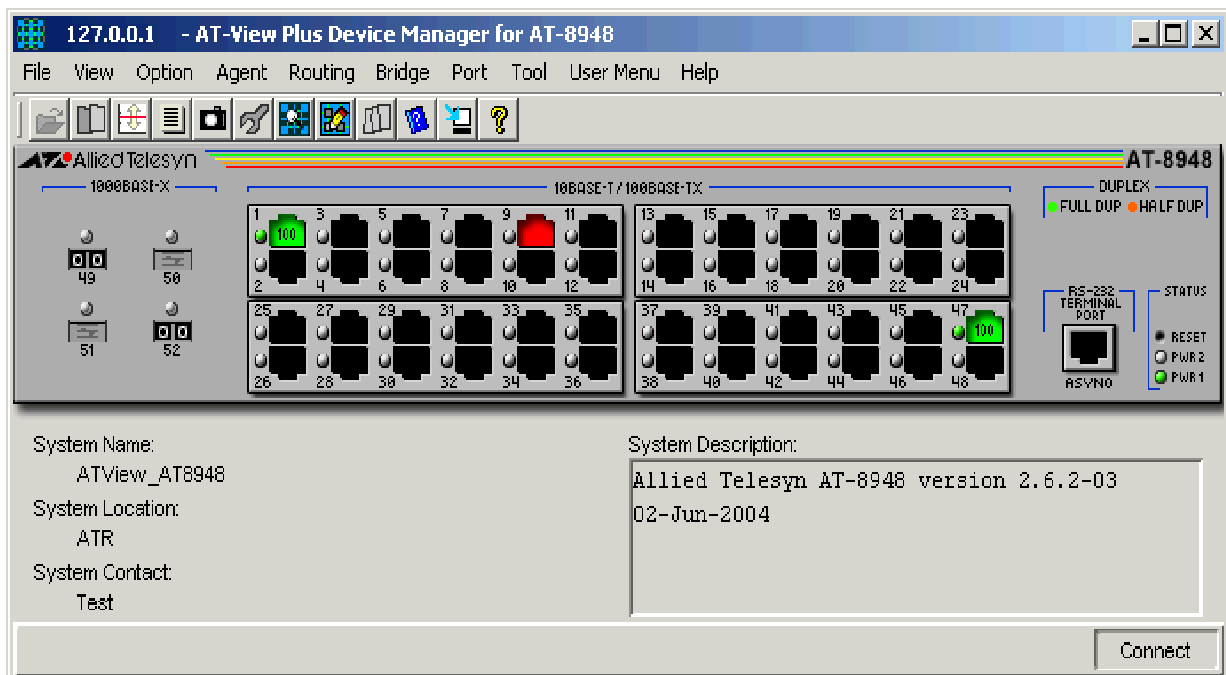 127.0.0.1 - AT-View Plus Device Manager for AT-8948
File View Option Agent Routing Bridge Port Tool User Menu Help
Allied Telesyn
AT-8948
1000BASE-X
10BASE-T/100BASE-TX
DUPLEX
FULL DUP HALF DUP
1 3 5 7 9 11 13 15 17 19 21 23
100
49 50
2 4 6 8 10 12 14 16 18 20 22 24
RS-232
TERMINAL
PORT
STATUS
25 27 29 31 33 35 37 39 41 43 45 47
100
51 52
RESET
PWR2
PWR1
26 28 30 32 34 36 38 40 42 44 46 48
ASYN0
System Name:
ATView_AT8948
System Location:
ATR
System Contact:
Test
System Description:
Allied Telesyn AT-8948 version 2.6.2-03
02-Jun-2004
Connect